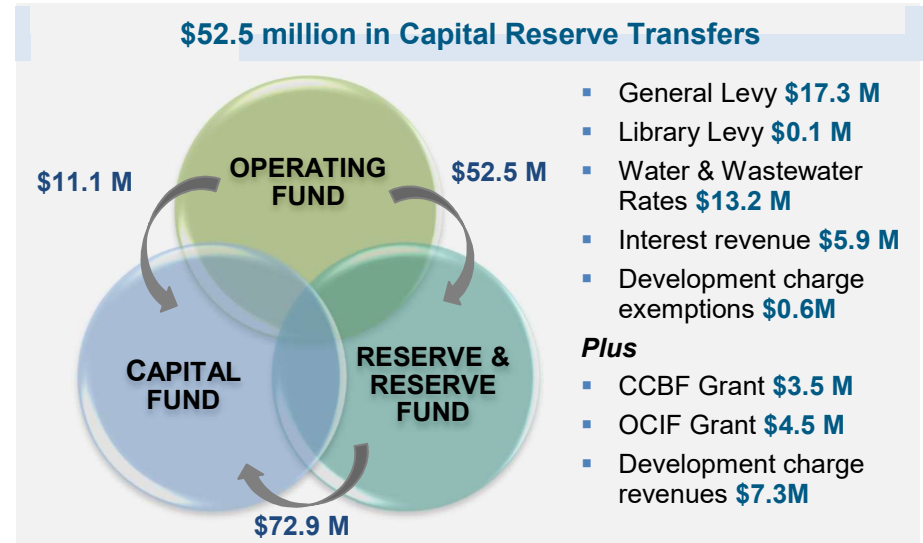 $52.5 million in Capital Reserve Transfers
$11.1 M
OPERATING
FUND
$52.5 M
CAPITAL
FUND
RESERVE &
RESERVE
FUND
$72.9 M
▪ General Levy $17.3 M
▪ Library Levy $0.1 M
▪ Water & Wastewater
Rates $13.2 M
▪ Interest revenue $5.9 M
▪ Development charge
exemptions $0.6M
Plus
▪ CCBF Grant $3.5 M
▪ OCIF Grant $4.5 M
▪ Development charge
revenues $7.3M